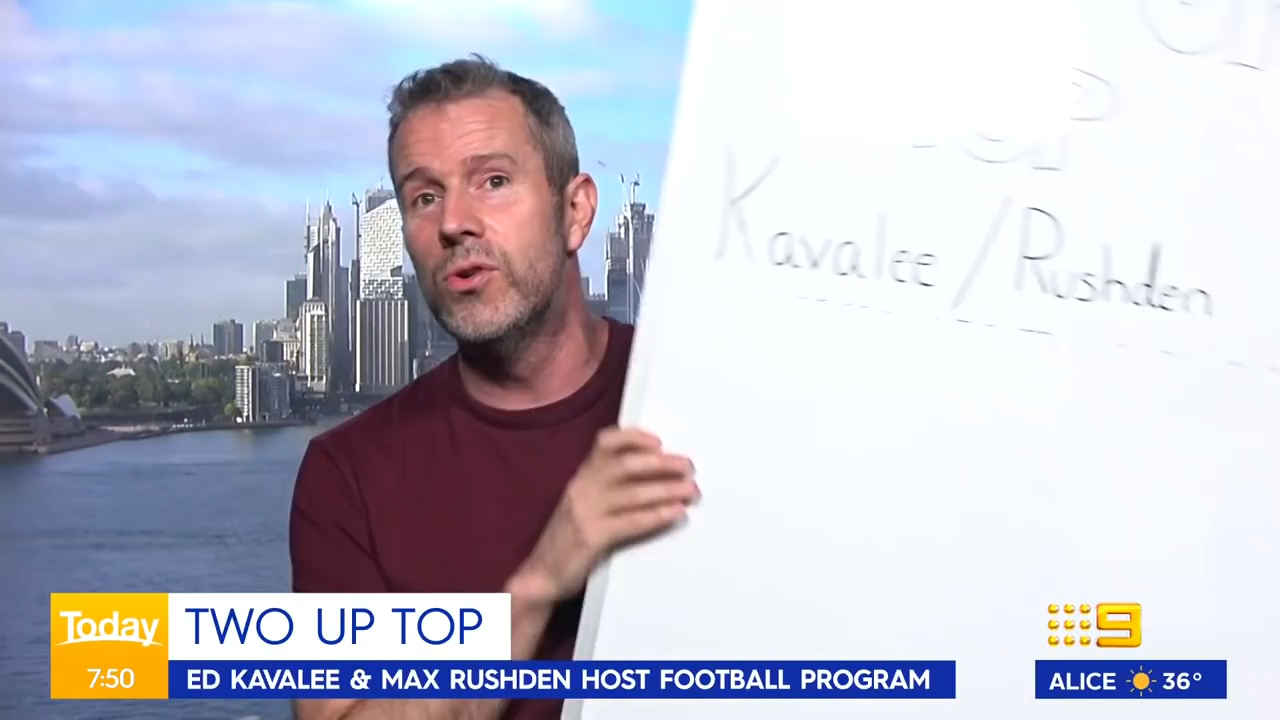 Kavalee / Rushden
Today
7:50
TWO UP TOP
ED KAVALEE & MAX RUSHDEN HOST FOOTBALL PROGRAM
9
ALICE 36°